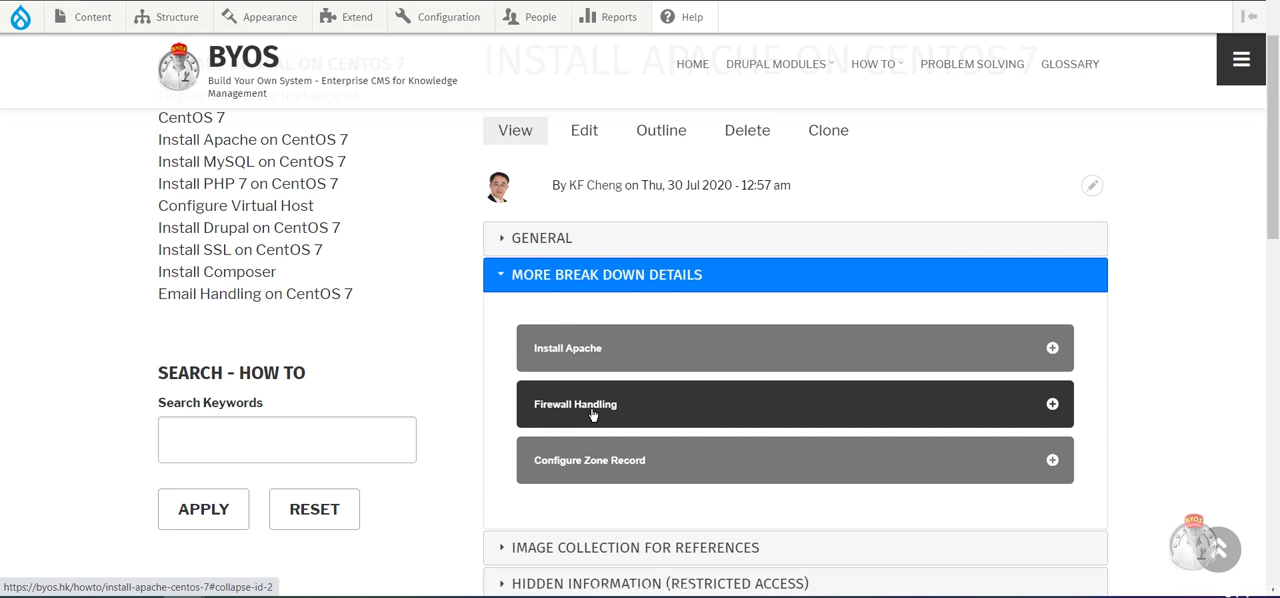 Content
Structure
Appearance
Extend
Configuration
People
Reports
Help
BYOS
Build Your Own System - Enterprise CMS for Knowledge
Management
HOME
DRUPAL MODULES
HOW TO
PROBLEM SOLVING
GLOSSARY
INSTALL APACHE ON CENTOS 7
CentOS 7
Install Apache on CentOS 7
Install MySQL on CentOS 7
Install PHP 7 on CentOS 7
Configure Virtual Host
Install Drupal on CentOS 7
Install SSL on CentOS 7
Install Composer
Email Handling on CentOS 7
SEARCH - HOW TO
Search Keywords
APPLY
RESET
View
Edit
Outline
Delete
Clone
By KF Cheng on Thu, 30 Jul 2020 - 12:57 am
GENERAL
MORE BREAK DOWN DETAILS
Install Apache
Firewall Handling
Configure Zone Record
IMAGE COLLECTION FOR REFERENCES
HIDDEN INFORMATION (RESTRICTED ACCESS)
BYOS
https://byos.hk/howto/install-apache-centos-7#collapse-id-2